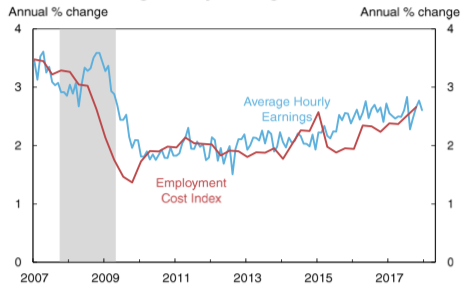 Annual % change Annual % change
4 4
3 3
Average Hourly
Earnings
2 2
Employment
Cost Index
1 1
0 0
2007 2009 2011 2013 2015 2017